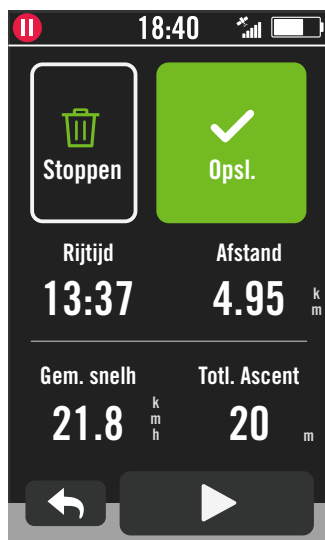 18:40
Stoppen Opsl.
Rijtijd Afstand
13:37 4.95 km
Gem. snelh Totl. Ascent
21.8 kmh 20 m